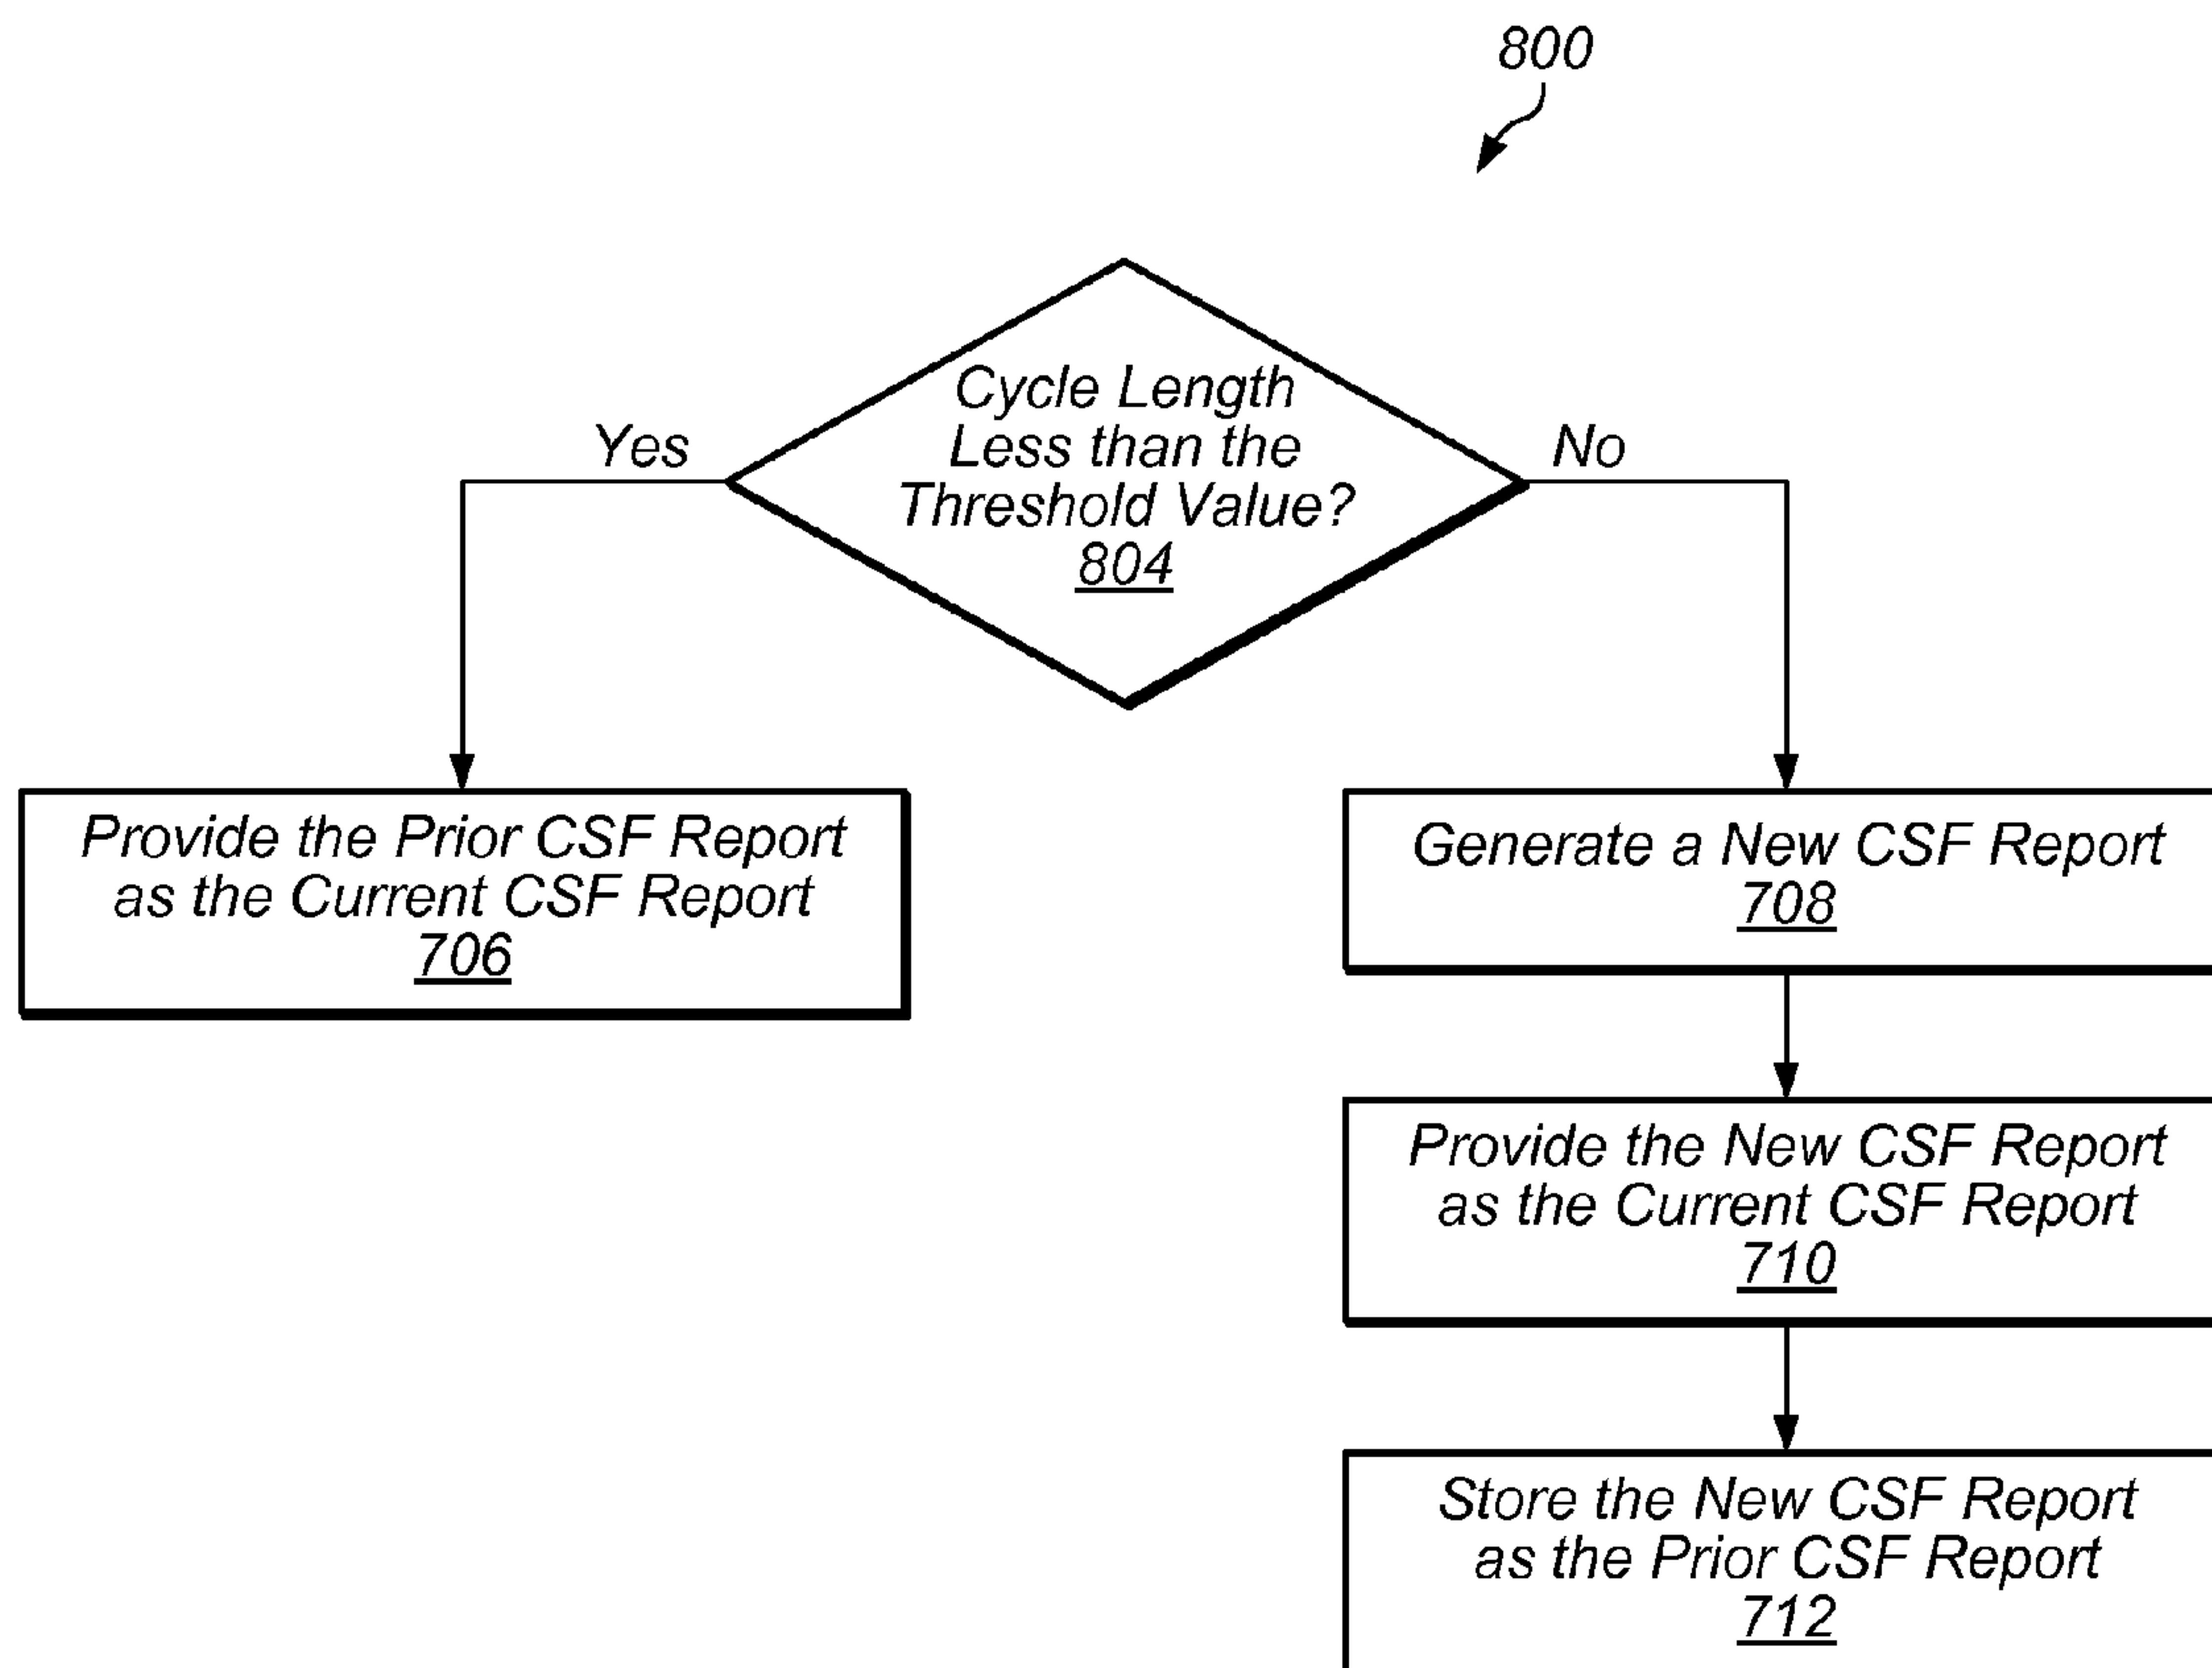 800
Cycle Length
Less than the
Threshold Value?
804
Yes
No
Provide the Prior CSF Report
as the Current CSF Report
706
Generate a New CSF Report
708
Provide the New CSF Report
as the Current CSF Report
710
Store the New CSF Report
as the Prior CSF Report
712